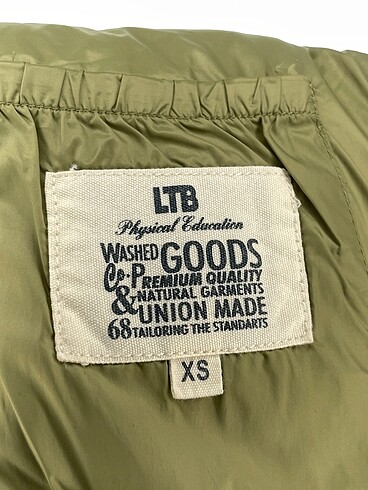 LTB
Physical Education
WASHED GOODS
Co-PREMIUM QUALITY
& NATURAL GARMENTS
UNION MADE
68 TAILORING THE STANDARTS
XS